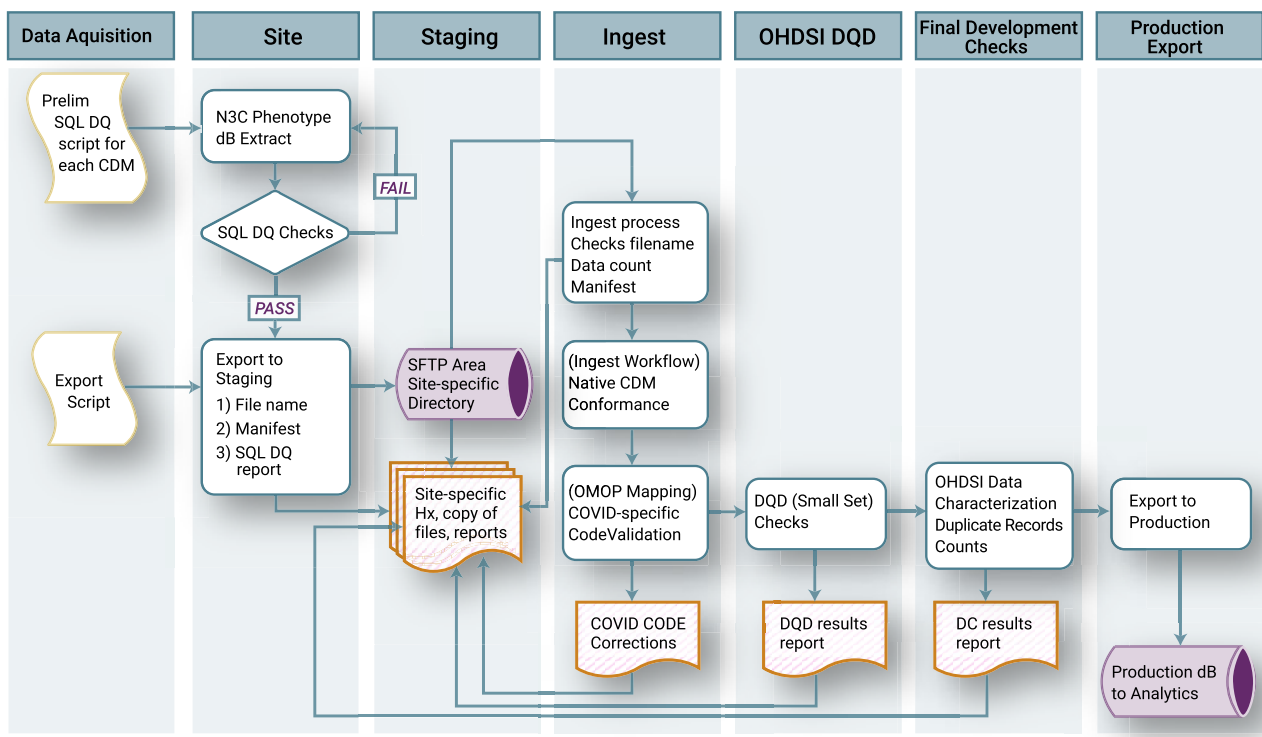 Data Aquisition
Site
Staging
Ingest
OHDSI DQD
Final Development
Checks
Production
Export
Prelim
SQL DQ
script for
each CDM
N3C Phenotype
dB Extract
FAIL
SQL DQ Checks
PASS
Export
Script
Export to
Staging
1) File name
2) Manifest
3) SQL DQ
report
SFTP Area
Site-specific
Directory
Site-specific
Hx, copy of
files, reports
Ingest process
Checks filename
Data count
Manifest
(Ingest Workflow)
Native CDM
Conformance
(OMOP Mapping)
COVID-specific
CodeValidation
COVID CODE
Corrections
DQD (Small Set)
Checks
DQD results
report
OHDSI Data
Characterization
Duplicate Records
Counts
DC results
report
Export to
Production
Production dB
to Analytics